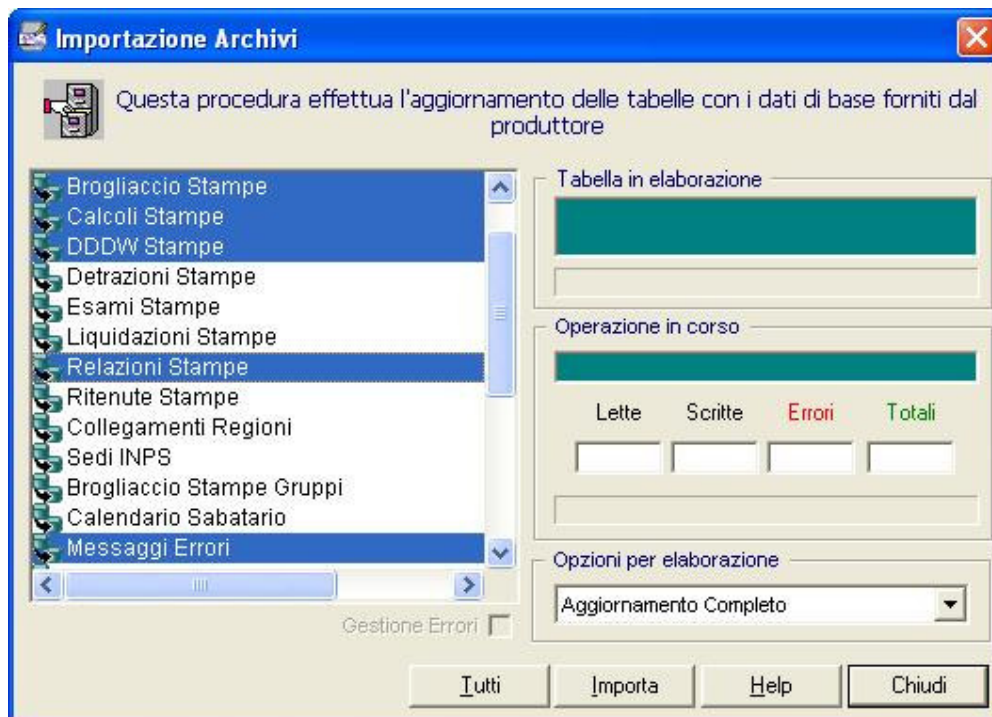 Importazione Archivi
Questa procedura effettua l'aggiornamento delle tabelle con i dati di base forniti dal
produttore
Brogliaccio Stampe
Calcoli Stampe
DDDW Stampe
Detrazioni Stampe
Esami Stampe
Liquidazioni Stampe
Relazioni Stampe
Ritenute Stampe
Collegamenti Regioni
Sedi INPS
Brogliaccio Stampe Gruppi
Calendario Sabatario
Messaggi Errori
Gestione Errori
Tabella in elaborazione
Operazione in corso
Lette Scritte Errori Totali
Opzioni per elaborazione
Aggiornamento Completo
Tutti Importa Help Chiudi